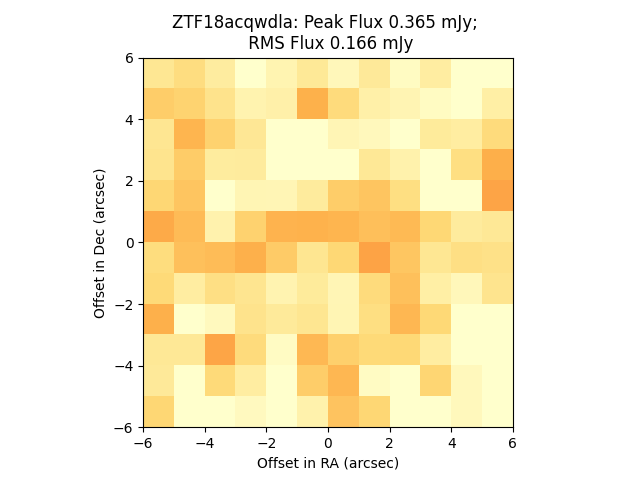 ZTF18acqwdla: Peak Flux 0.365 mJy;
RMS Flux 0.166 mJy
6
4
2
0
−2
−4
−6
Offset in Dec (arcsec)
−6 −4 −2 0 2 4 6
Offset in RA (arcsec)